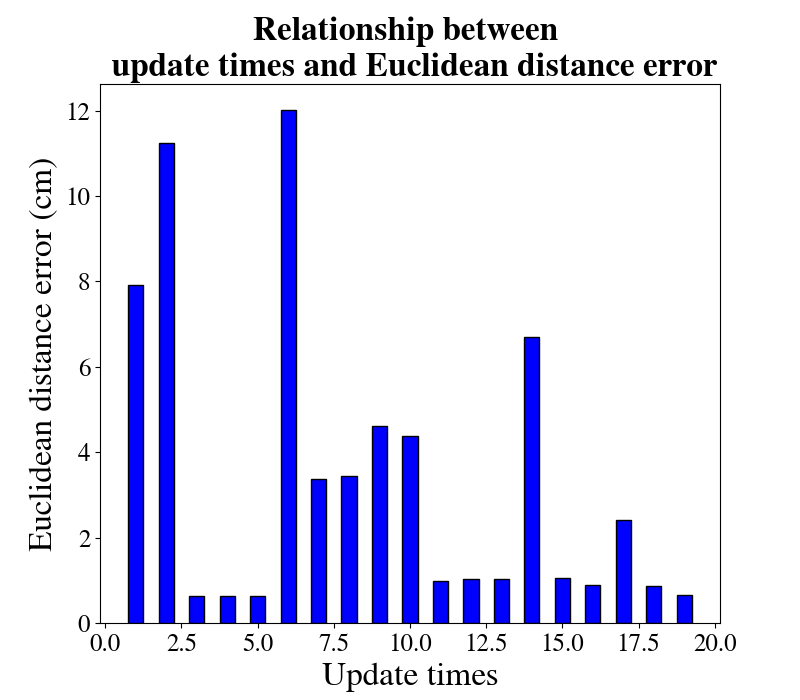 Relationship between
update times and Euclidean distance error
Euclidean distance error (cm)
12
10
8
6
4
2
0
0.0 2.5 5.0 7.5 10.0 12.5 15.0 17.5 20.0
Update times